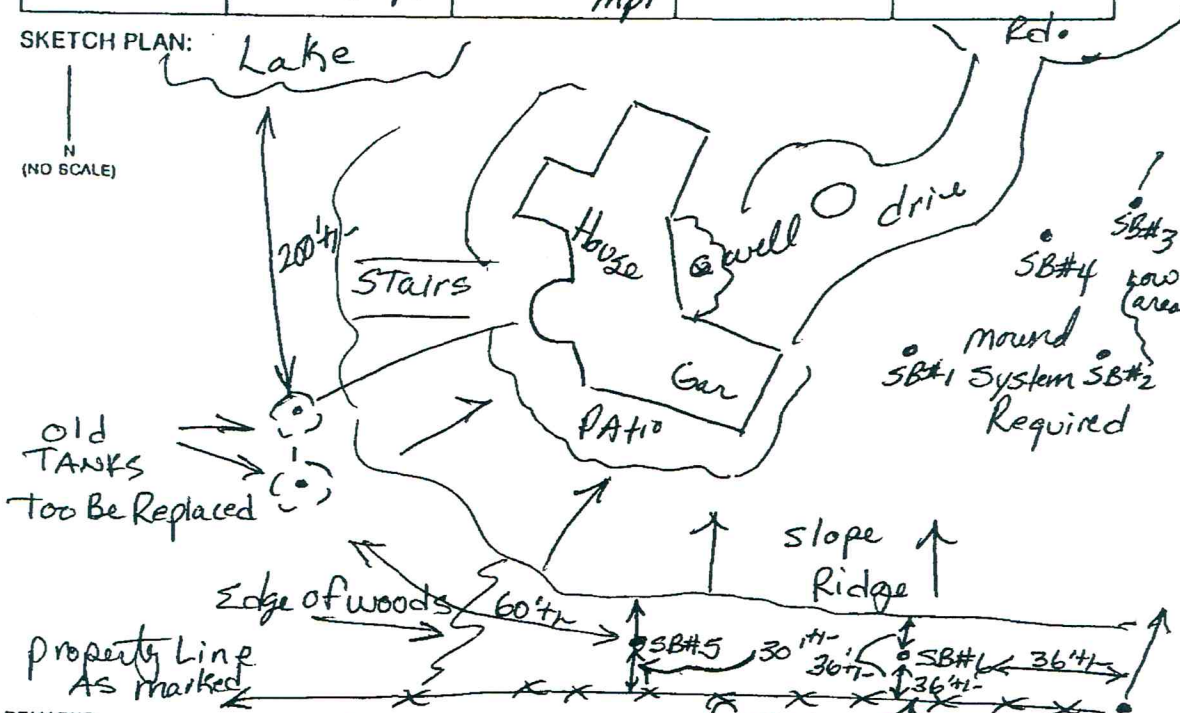 mpi
SKETCH PLAN:
Lake
Rd.
N
(NO SCALE)
200'+/-
Stairs
House
well
drive
SB#3
SB#4
Low
area
mound
SB#1 System SB#2
Required
Gar
PAtio
Old
TANKS
Too Be Replaced
Slope
Ridge
Edge of woods
60'+/-
SB#5
30'+/-
36'+/-
SB#6
36'+/-
36'+/-
Property Line
As marked